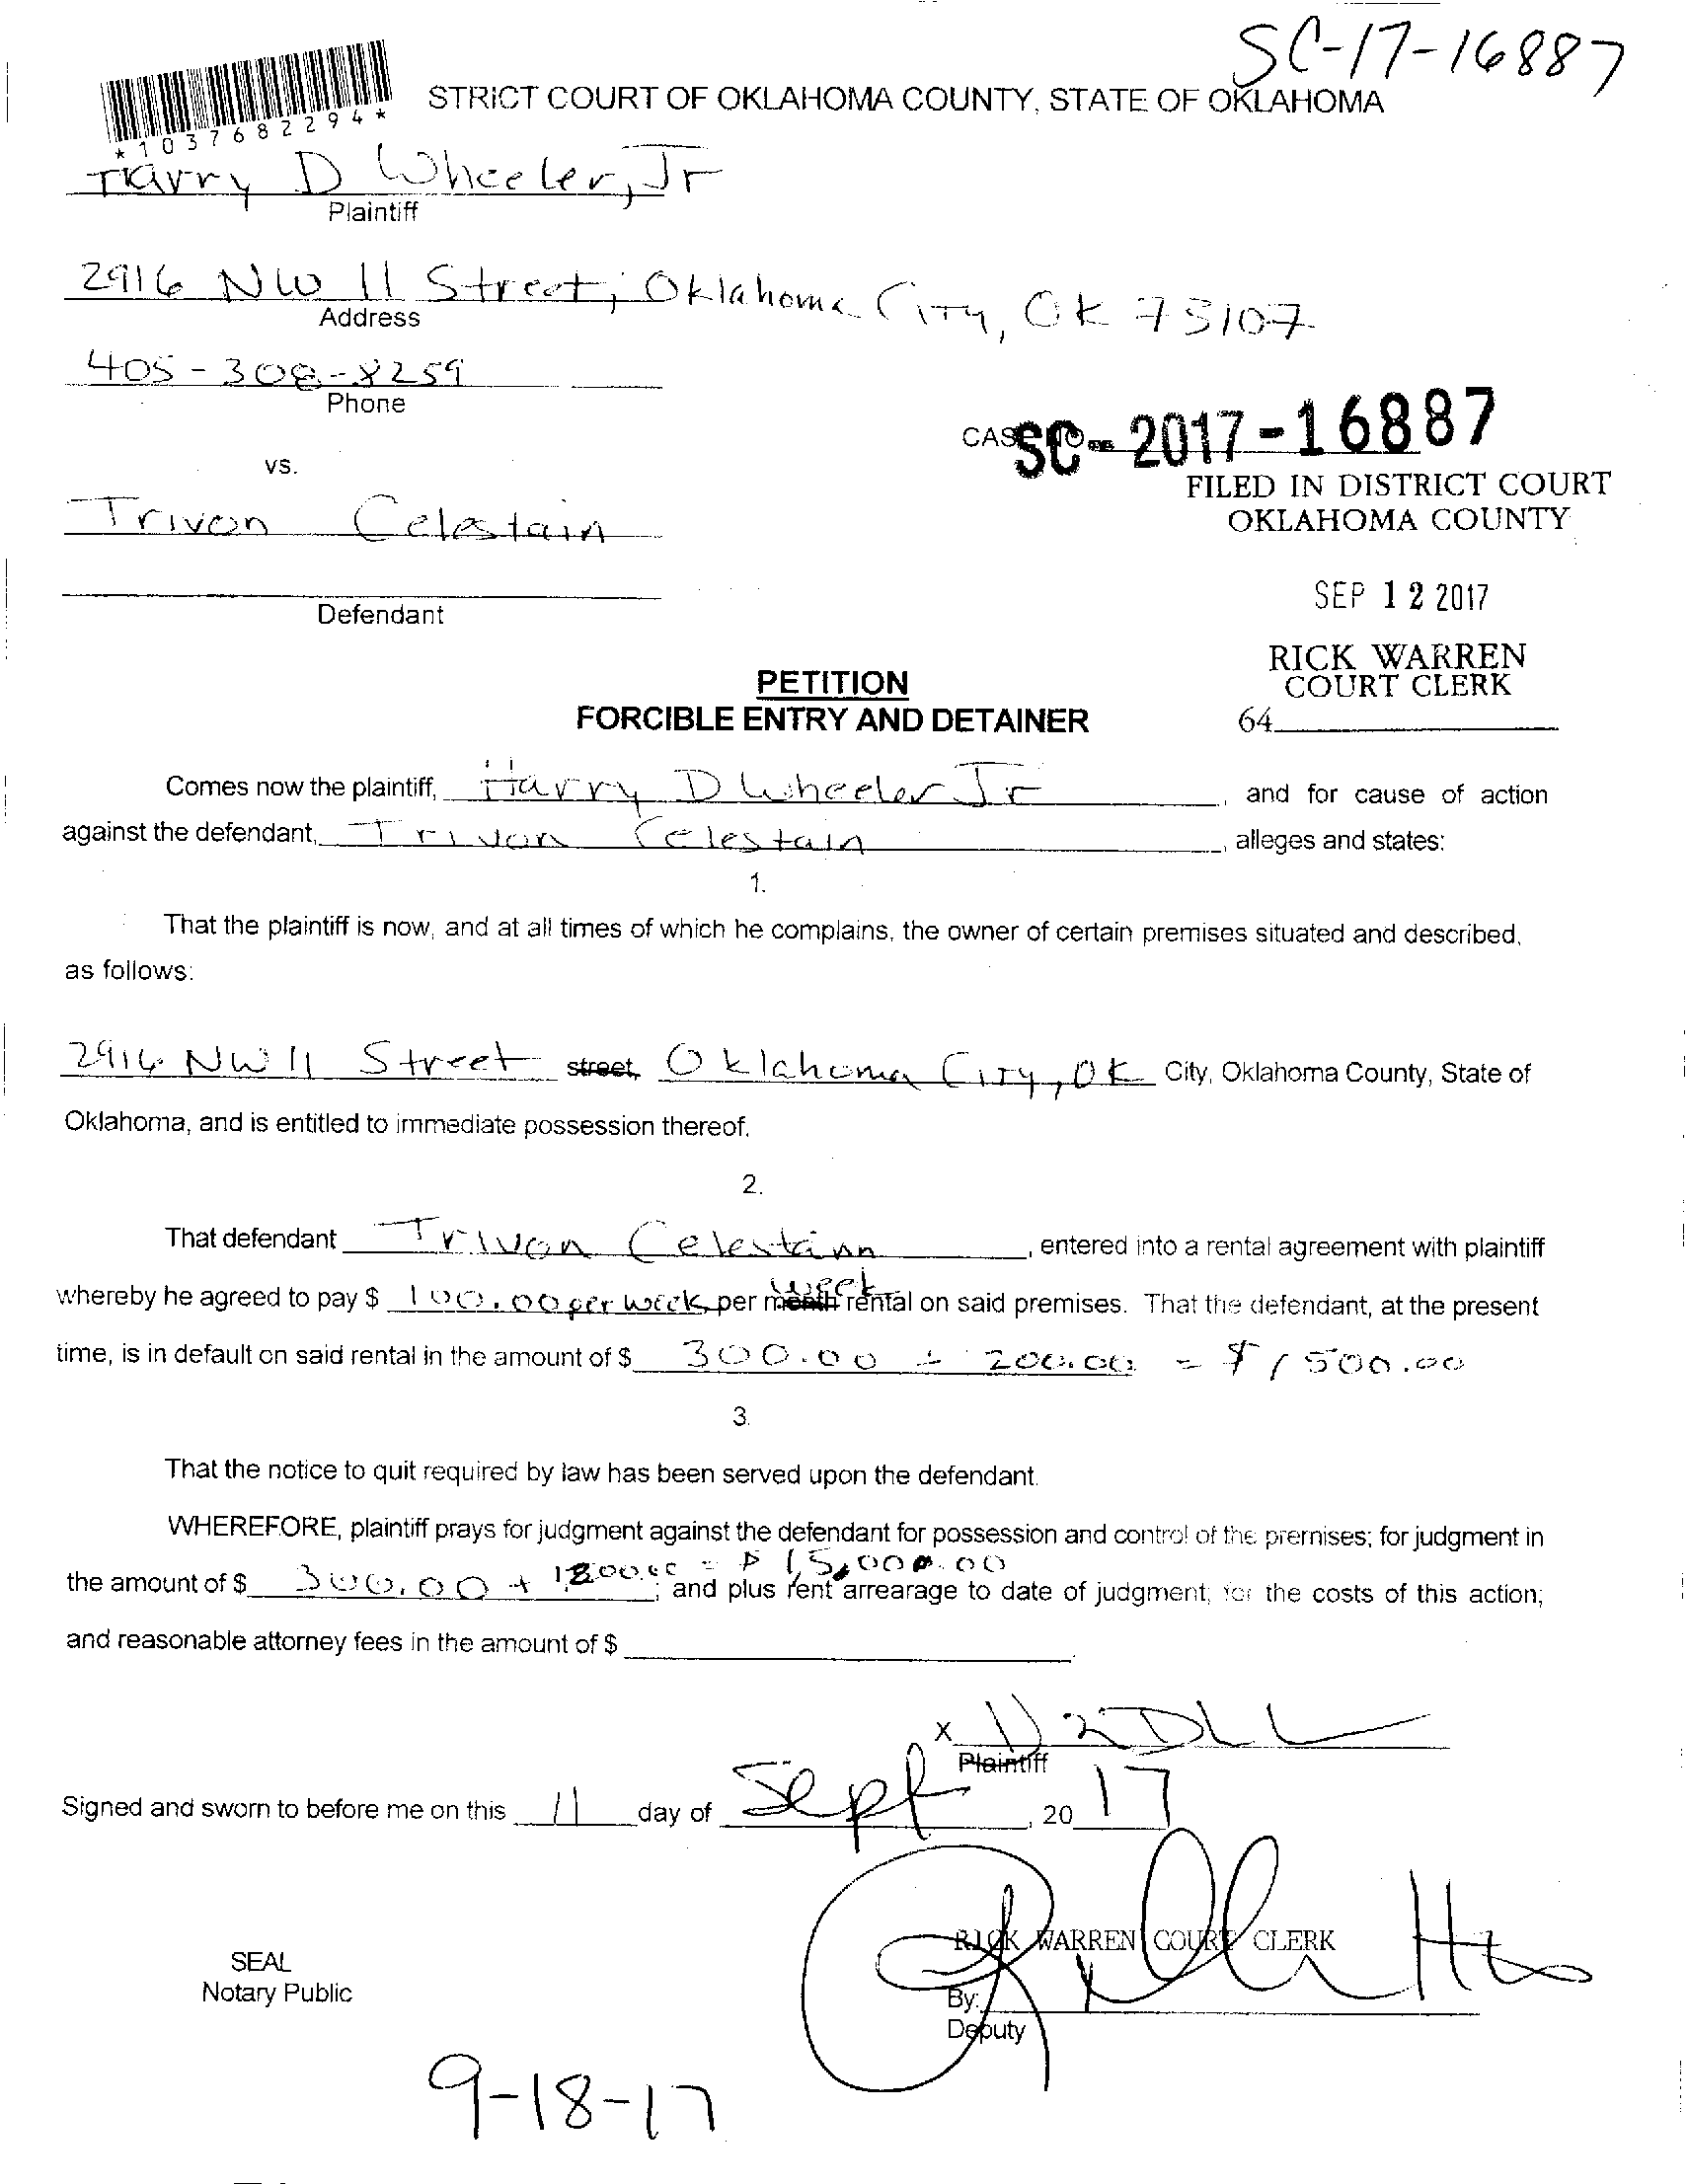 SC-17-16887
*1037682294*
STRICT COURT OF OKLAHOMA COUNTY, STATE OF OKLAHOMA
Harry D Wheeler, Jr
Plaintiff
2916 NW 11 Street, Oklahoma City, OK 73107
Address
405-308-8259
Phone
CASE NO. SC-2017-16887
vs.
FILED IN DISTRICT COURT
OKLAHOMA COUNTY
Trivon Celestain
Defendant
SEP 12 2017
RICK WARREN
COURT CLERK
64
PETITION
FORCIBLE ENTRY AND DETAINER
Comes now the plaintiff, Harry D Wheeler Jr, and for cause of action
against the defendant, Trivon Celestain, alleges and states:
1.
That the plaintiff is now, and at all times of which he complains, the owner of certain premises situated and described,
as follows:
2916 NW 11 Street street, Oklahoma City, OK City, Oklahoma County, State of
Oklahoma, and is entitled to immediate possession thereof.
2.
That defendant Trivon Celestain, entered into a rental agreement with plaintiff
whereby he agreed to pay $ 100.00 per week per month week rental on said premises. That the defendant, at the present
time, is in default on said rental in the amount of $ 300.00 + 200.00 = $ 1500.00
3.
That the notice to quit required by law has been served upon the defendant.
WHEREFORE, plaintiff prays for judgment against the defendant for possession and control of the premises; for judgment in
the amount of $ 300.00 + 1,200.00 = $ 1,5,000.00; and plus rent arrearage to date of judgment; for the costs of this action;
and reasonable attorney fees in the amount of $
X
Plaintiff
Signed and sworn to before me on this 11 day of Sept, 2017
RICK WARREN COURT CLERK
SEAL
Notary Public
By:
Deputy
9-18-17